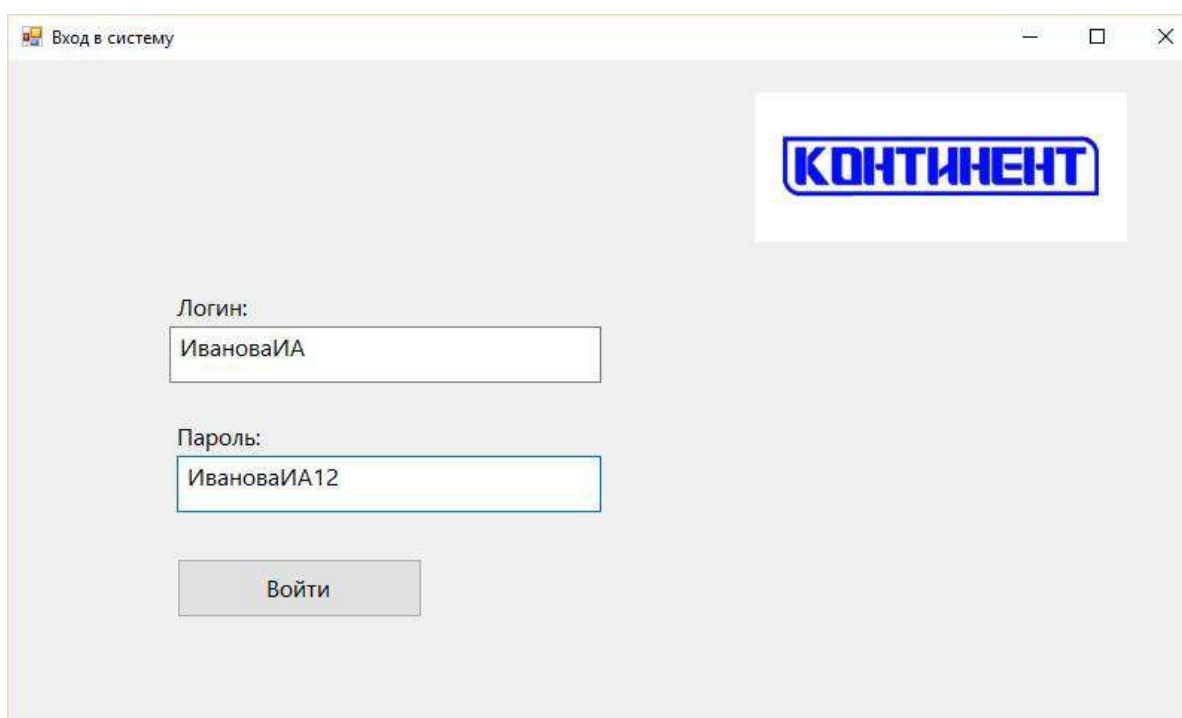 Вход в систему
КОНТИНЕНТ
Логин:
ИвановаИА
Пароль:
ИвановаИА12
Войти